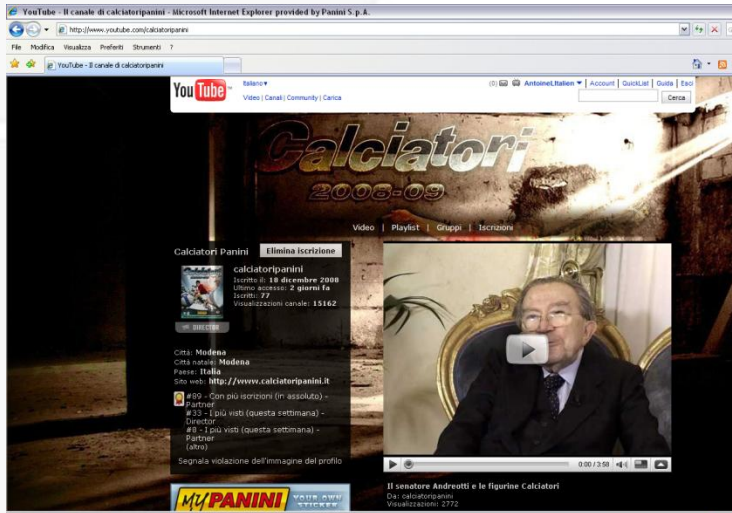 YouTube - Il canale di calciatoripanini - Microsoft Internet Explorer provided by Panini S.p.A.
http://www.youtube.com/calciatoripanini
File Modifica Visualizza Preferiti Strumenti ?
YouTube - Il canale di calciatoripanini
YouTube
Italiano
(0) AntoineLItalien Account | QuickList | Guida | Esci
Video | Canali | Community | Carica
Cerca
Calciatori
2008-09
Video | Playlist | Gruppi | Iscrizioni
Calciatori Panini
Elimina iscrizione
calciatoripanini
Iscritto il: 18 dicembre 2008
Ultimo accesso: 2 giorni fa
Iscritti: 77
Visualizzazioni canale: 15162
DIRECTOR
Città: Modena
Città natale: Modena
Paese: Italia
Sito web: http://www.calciatoripanini.it
#89 - Con più iscrizioni (in assoluto) -
Partner
#33 - I più visti (questa settimana) -
Director
#8 - I più visti (questa settimana) -
Partner
(altro)
Segnala violazione dell'immagine del profilo
0:00 / 3:58
MYPANINI
YOUR OWN
STICKER
Il senatore Andreotti e le figurine Calciatori
Da: calciatoripanini
Visualizzazioni: 2772